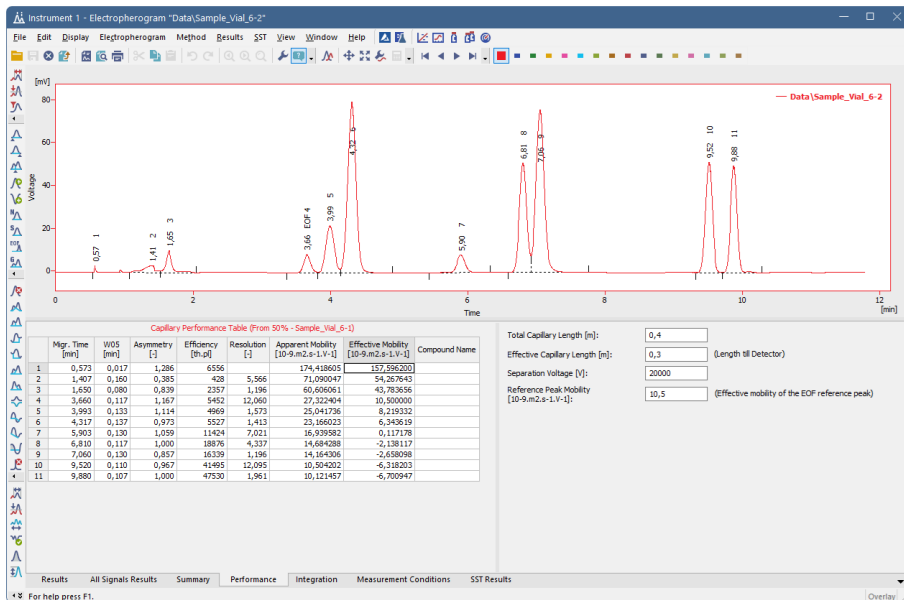 Instrument 1 - Electropherogram "Data\Sample_Vial_6-2"
File Edit Display Electropherogram Method Results SST View Window Help
[mV]
Data\Sample_Vial_6-2
80
60
40
20
0
Voltage
0,57 1
1,41 2
1,65 3
3,66 EOF 4
3,99 5
4,32 6
5,90 7
6,81 8
7,06 9
9,52 10
9,88 11
0 2 4 6 8 10 12
Time
[min]
Capillary Performance Table (From 50% - Sample_Vial_6-1)
Migr. Time [min] W05 [min] Asymmetry [-] Efficiency [th.pl] Resolution [-] Apparent Mobility [10-9.m2.s-1.V-1] Effective Mobility [10-9.m2.s-1.V-1] Compound Name
1 0,573 0,017 1,286 6556 174,418605 157,596200
2 1,407 0,160 0,385 428 5,566 71,090047 54,267643
3 1,650 0,080 0,839 2357 1,196 60,606061 43,783656
4 3,660 0,117 1,167 5452 12,060 27,322404 10,500000
5 3,993 0,133 1,114 4969 1,573 25,041736 8,219332
6 4,317 0,137 0,973 5527 1,413 23,166023 6,343619
7 5,903 0,130 1,059 11424 7,021 16,939582 0,117178
8 6,810 0,117 1,000 18876 4,337 14,684288 -2,138117
9 7,060 0,130 0,857 16339 1,196 14,164306 -2,658098
10 9,520 0,110 0,967 41495 12,095 10,504202 -6,318203
11 9,880 0,107 1,000 47530 1,961 10,121457 -6,700947
Total Capillary Length [m]: 0,4
Effective Capillary Length [m]: 0,3 (Length till Detector)
Separation Voltage [V]: 20000
Reference Peak Mobility
[10-9.m2.s-1.V-1]: 10,5 (Effective mobility of the EOF reference peak)
Results All Signals Results Summary Performance Integration Measurement Conditions SST Results
For help press F1.
Overlay